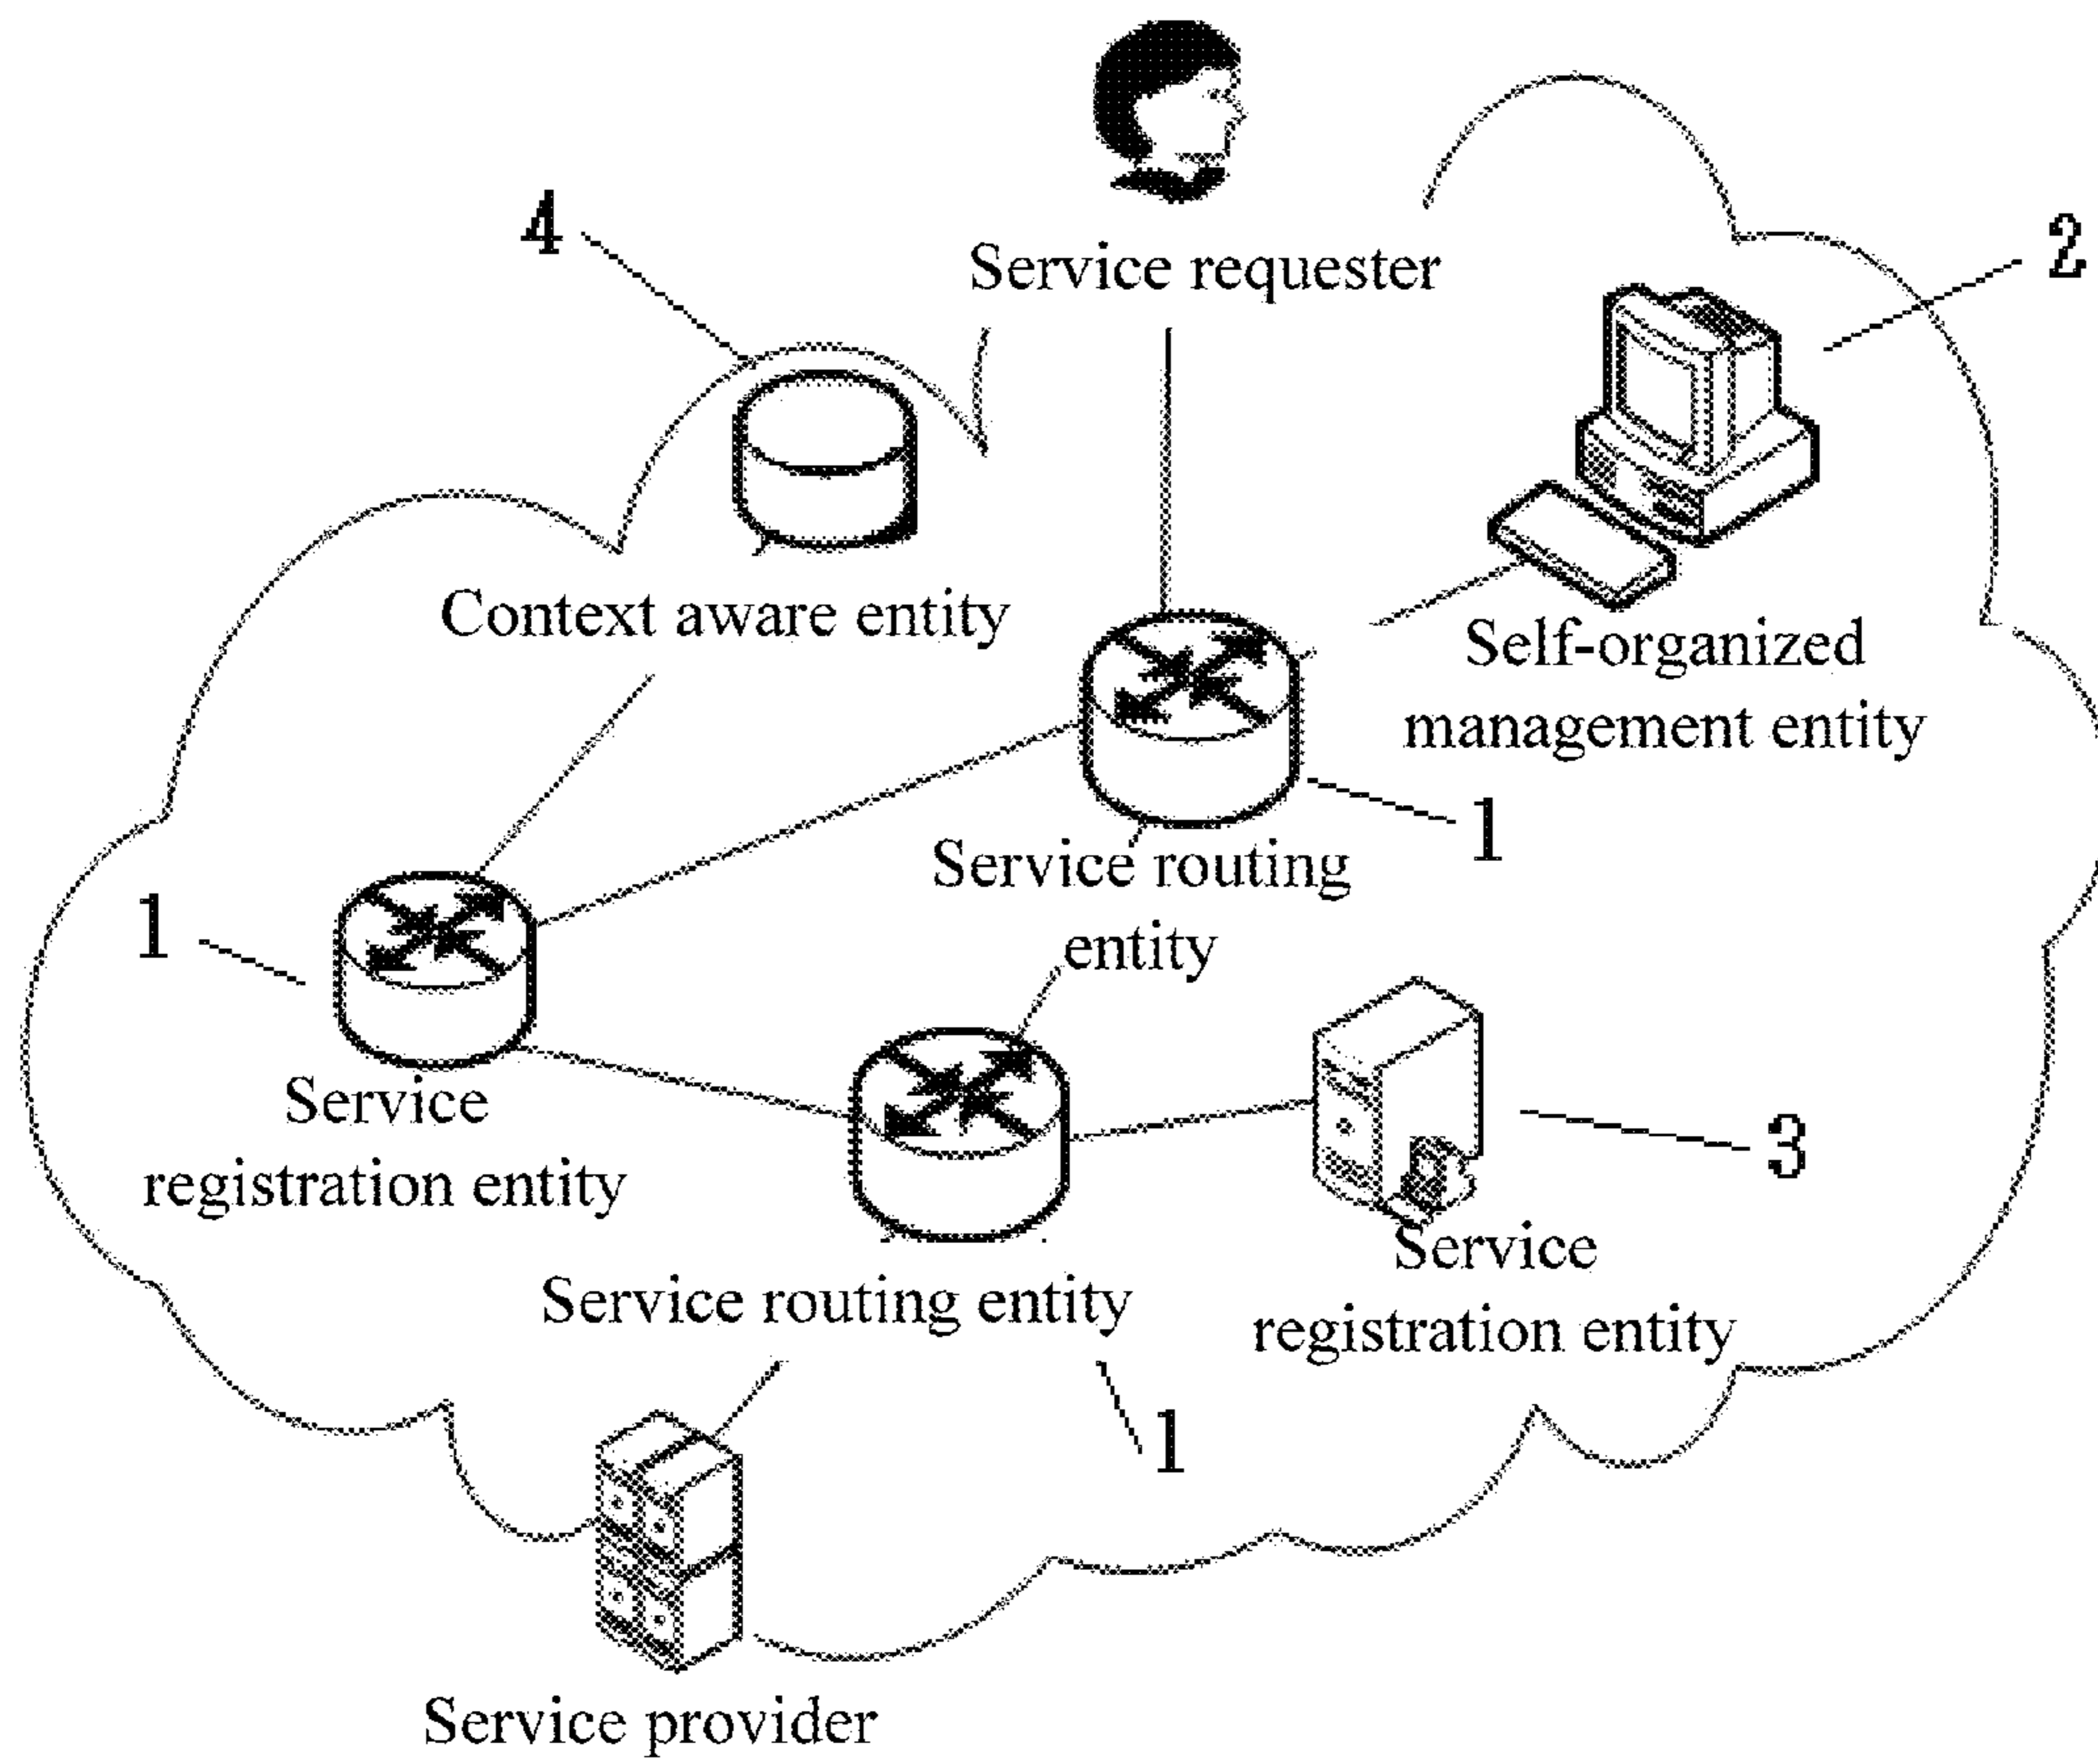 4
Service requester
2
Context aware entity
Self-organized
management entity
1
Service routing
entity
1
Service
registration entity
3
Service
registration entity
Service routing entity
1
Service provider